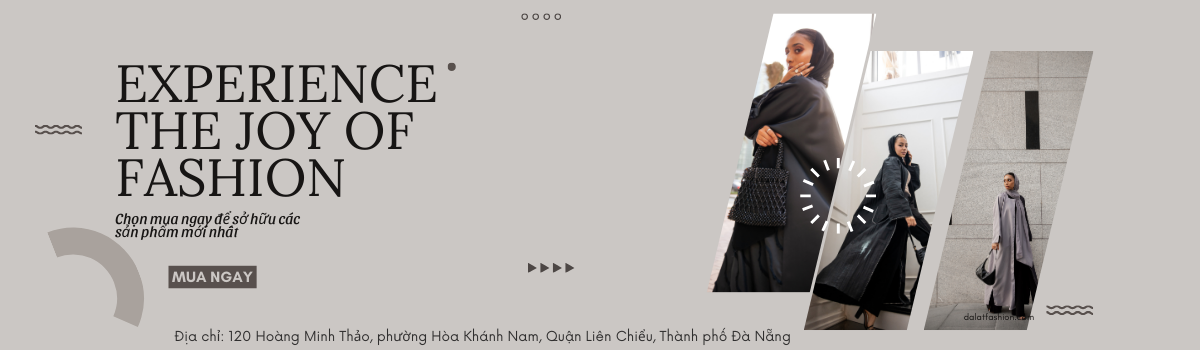 EXPERIENCE
THE JOY OF
FASHION
Chọn mua ngay để sở hữu các
sản phẩm mới nhất
MUA NGAY
dalatfashion.com
Địa chỉ: 120 Hoàng Minh Thảo, phường Hòa Khánh Nam, Quận Liên Chiểu, Thành phố Đà Nẵng